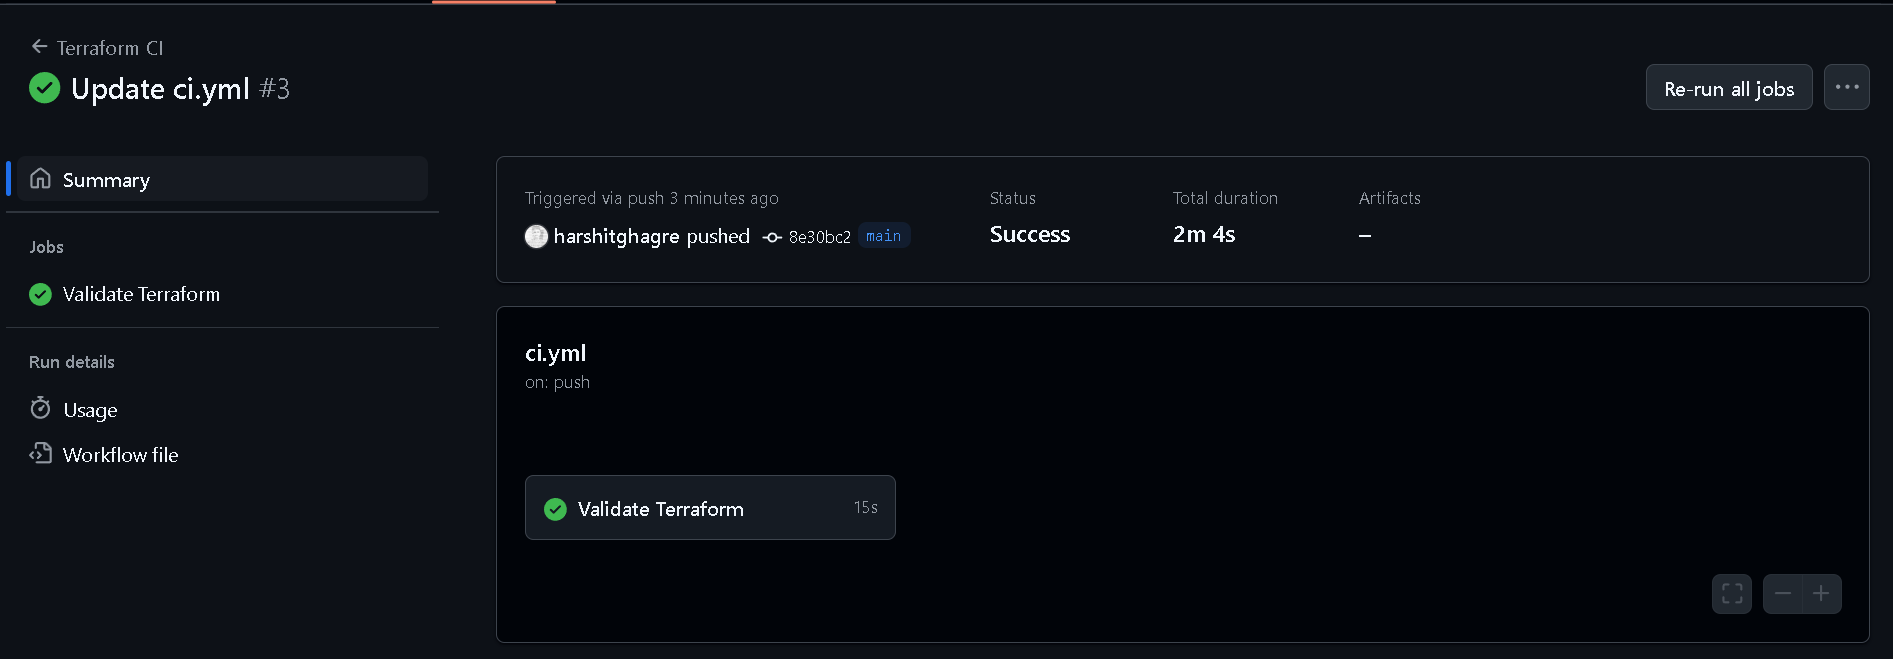 Terraform CI
Update ci.yml #3
Re-run all jobs
Summary
Jobs
Validate Terraform
Run details
Usage
Workflow file
Triggered via push 3 minutes ago
harshitghagre pushed 8e30bc2 main
Status
Success
Total duration
2m 4s
Artifacts
–
ci.yml
on: push
Validate Terraform 15s